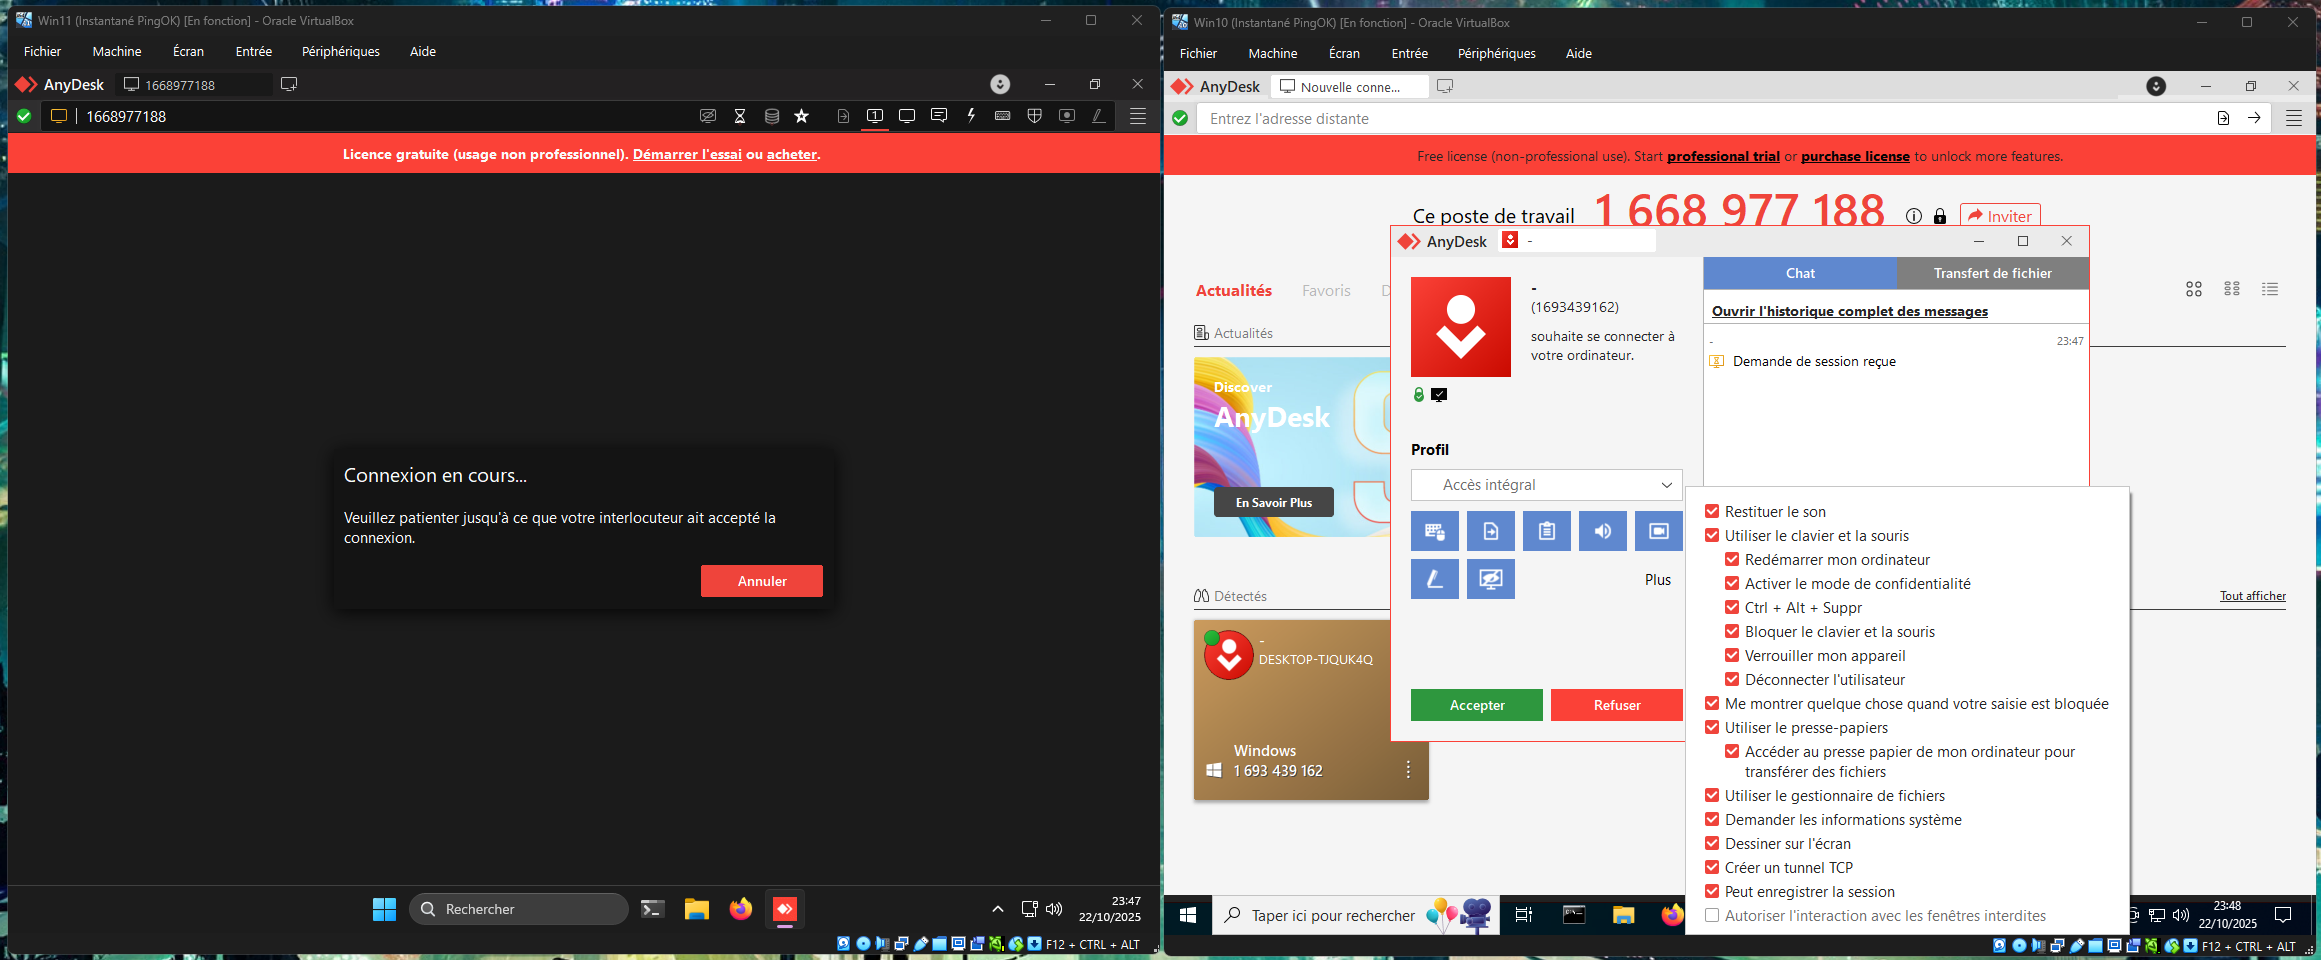 Win11 (Instantané PingOK) [En fonction] - Oracle VirtualBox
Fichier Machine Écran Entrée Périphériques Aide
AnyDesk 1668977188
1668977188
Licence gratuite (usage non professionnel). Démarrer l'essai ou acheter.
Connexion en cours...
Veuillez patienter jusqu'à ce que votre interlocuteur ait accepté la
connexion.
Annuler
Rechercher
23:47
22/10/2025
F12 + CTRL + ALT
Win10 (Instantané PingOK) [En fonction] - Oracle VirtualBox
Fichier Machine Écran Entrée Périphériques Aide
AnyDesk Nouvelle conne...
Entrez l'adresse distante
Free license (non-professional use). Start professional trial or purchase license to unlock more features.
Ce poste de travail 1 668 977 188 Inviter
Actualités Favoris D
Actualités
Discover
AnyDesk
En Savoir Plus
Détectés
Tout afficher
-
DESKTOP-TJQUK4Q
Windows
1 693 439 162
AnyDesk -
-
(1693439162)
souhaite se connecter à
votre ordinateur.
Profil
Accès intégral
Plus
Accepter Refuser
Chat Transfert de fichier
Ouvrir l'historique complet des messages
- 23:47
Demande de session reçue
Restituer le son
Utiliser le clavier et la souris
Redémarrer mon ordinateur
Activer le mode de confidentialité
Ctrl + Alt + Suppr
Bloquer le clavier et la souris
Verrouiller mon appareil
Déconnecter l'utilisateur
Me montrer quelque chose quand votre saisie est bloquée
Utiliser le presse-papiers
Accéder au presse papier de mon ordinateur pour
transférer des fichiers
Utiliser le gestionnaire de fichiers
Demander les informations système
Dessiner sur l'écran
Créer un tunnel TCP
Peut enregistrer la session
Autoriser l'interaction avec les fenêtres interdites
Taper ici pour rechercher
23:48
22/10/2025
F12 + CTRL + ALT